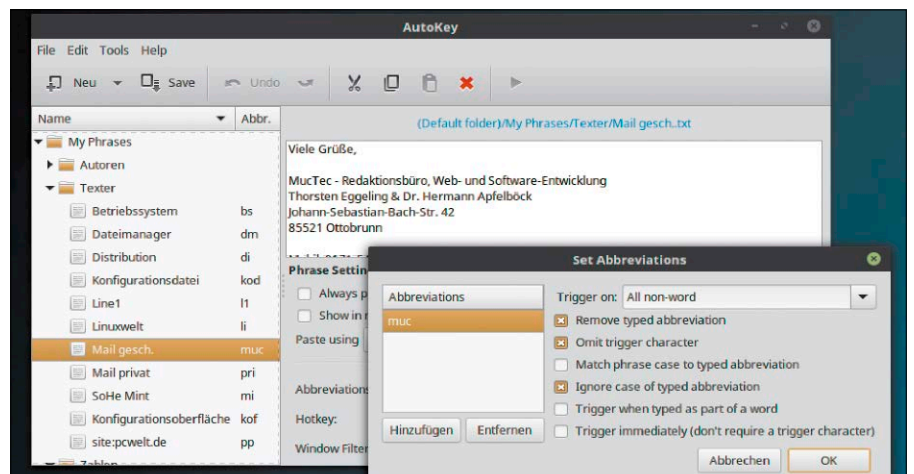 AutoKey
File Edit Tools Help
Neu Save Undo
Name Abbr.
(Default folder)/My Phrases/Texter/Mail gesch..txt
My Phrases
Autoren
Texter
Betriebssystem bs
Dateimanager dm
Distribution di
Konfigurationsdatei kod
Line1 l1
Linuxwelt li
Mail gesch. muc
Mail privat pri
SoHe Mint mi
Konfigurationsoberfläche kof
site:pcwelt.de pp
Zahlen
Viele Grüße,
MucTec - Redaktionsbüro, Web- und Software-Entwicklung
Thorsten Eggeling & Dr. Hermann Apfelböck
Johann-Sebastian-Bach-Str. 42
85521 Ottobrunn
Phrase Settin
Always p
Show in
Paste using
Abbreviations
Hotkey:
Window Filter
Set Abbreviations
Abbreviations
muc
Hinzufügen Entfernen
Trigger on: All non-word
Remove typed abbreviation
Omit trigger character
Match phrase case to typed abbreviation
Ignore case of typed abbreviation
Trigger when typed as part of a word
Trigger immediately (don't require a trigger character)
Abbrechen OK